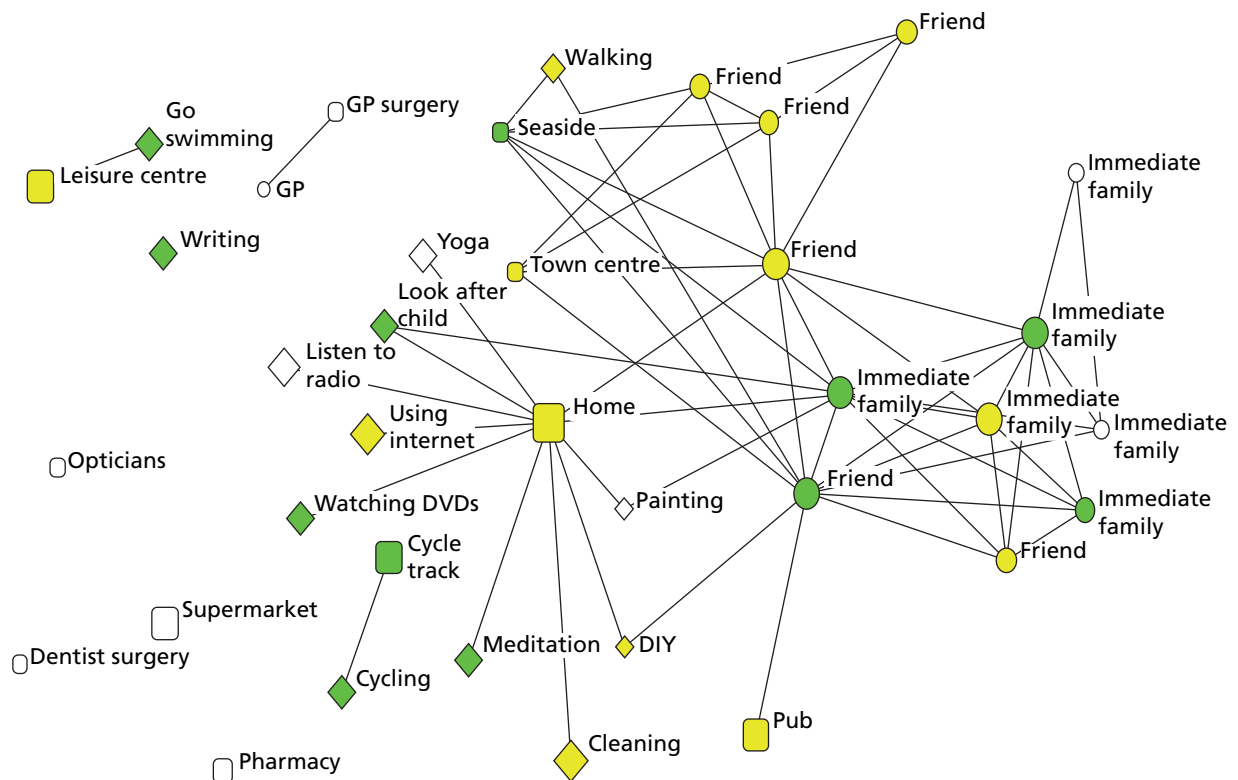 Friend
Walking
Friend
Friend
GP surgery
Go
swimming
Seaside
Leisure centre
GP
Immediate
family
Writing
Yoga
Friend
Town centre
Look after
child
Immediate
family
Listen to
radio
Immediate
family
Home
Using
internet
Immediate
family
Immediate
family
Opticians
Friend
Watching DVDs
Painting
Immediate
family
Cycle
track
Friend
Supermarket
Dentist surgery
Meditation
DIY
Cycling
Pub
Cleaning
Pharmacy